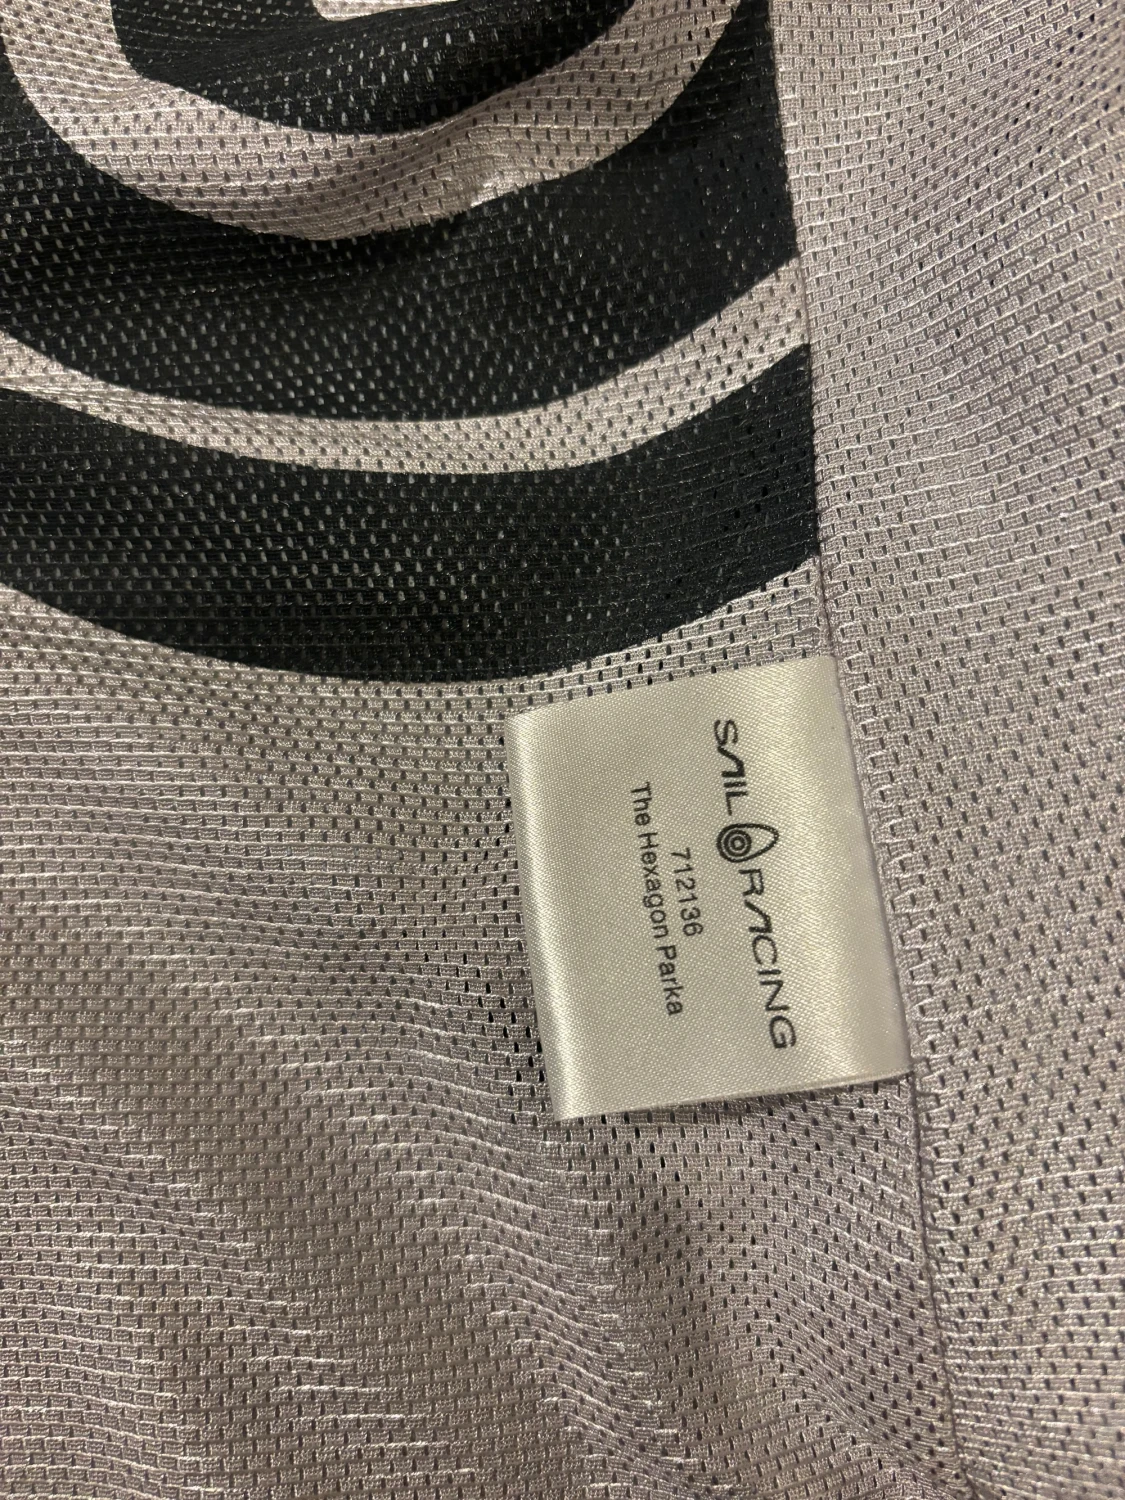 SAIL RACING
712136
The Hexagon Parka